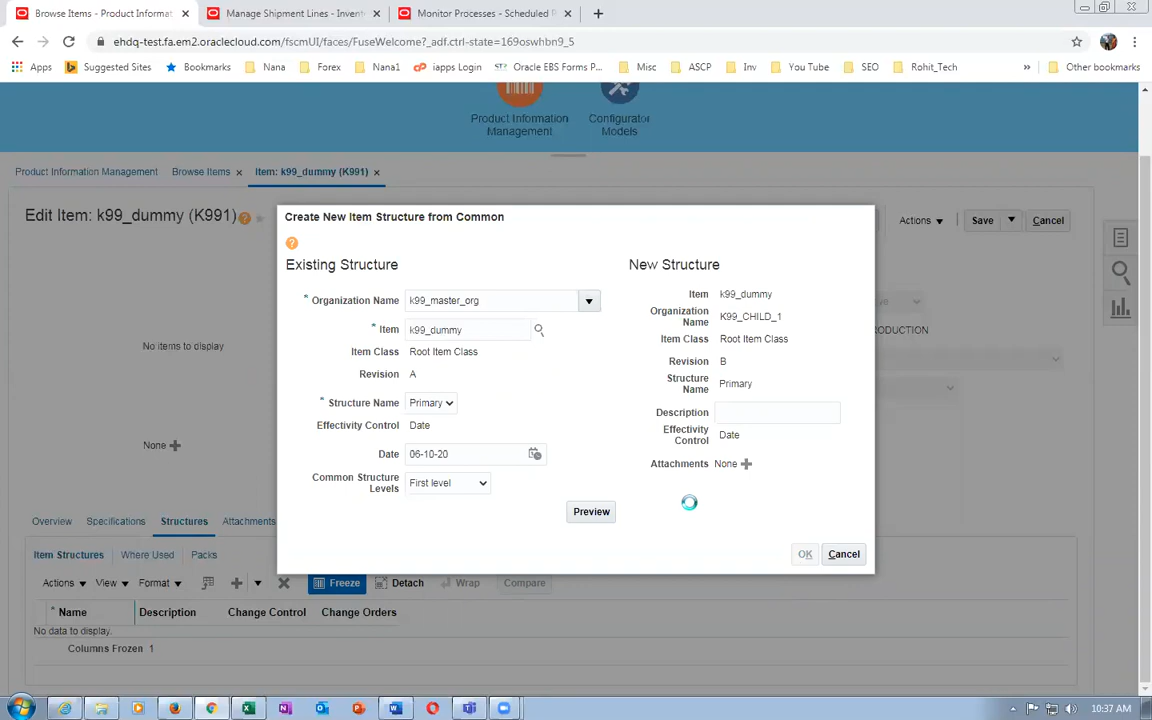 Browse Items - Product Informat
Manage Shipment Lines - Invent
Monitor Processes - Scheduled P
ehdq-test.fa.em2.oraclecloud.com/fscmUI/faces/FuseWelcome?_adf.ctrl-state=169oswhbn9_5
Apps
Suggested Sites
Bookmarks
Nana
Forex
Nana1
iapps Login
Oracle EBS Forms P...
Misc
ASCP
Inv
You Tube
SEO
Rohit_Tech
»
Other bookmarks
Product Information
Management
Configurator
Models
Product Information Management
Browse Items
Item: k99_dummy (K991)
Edit Item: k99_dummy (K991)
Actions
Save
Cancel
Create New Item Structure from Common
Existing Structure
* Organization Name k99_master_org
* Item k99_dummy
Item Class Root Item Class
Revision A
* Structure Name Primary
Effectivity Control Date
Date 06-10-20
Common Structure
Levels
First level
Preview
New Structure
Item k99_dummy
Organization
Name
K99_CHILD_1
Item Class Root Item Class
Revision B
Structure
Name
Primary
Description
Effectivity
Control
Date
Attachments None
OK
Cancel
No items to display
None
RODUCTION
Overview
Specifications
Structures
Attachments
Item Structures
Where Used
Packs
Actions
View
Format
Freeze
Detach
Wrap
Compare
* Name
Description
Change Control
Change Orders
No data to display.
Columns Frozen 1
10:37 AM